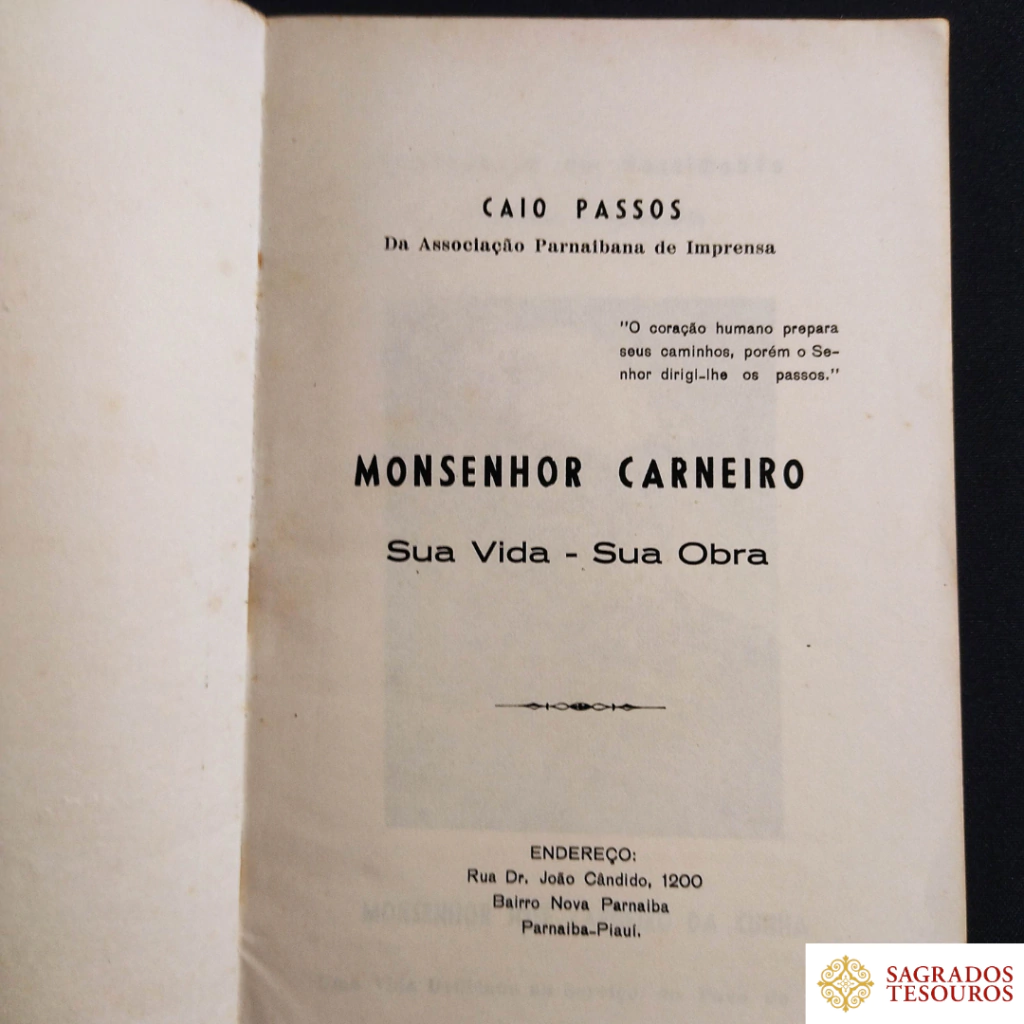 CAIO PASSOS
Da Associação Parnaibana de Imprensa
"O coração humano prepara
seus caminhos, porém o Se-
nhor dirigi-lhe os passos."
MONSENHOR CARNEIRO
Sua Vida - Sua Obra
ENDEREÇO:
Rua Dr. João Cândido, 1200
Bairro Nova Parnaiba
Parnaiba-Piauí.
SAGRADOS
TESOUROS